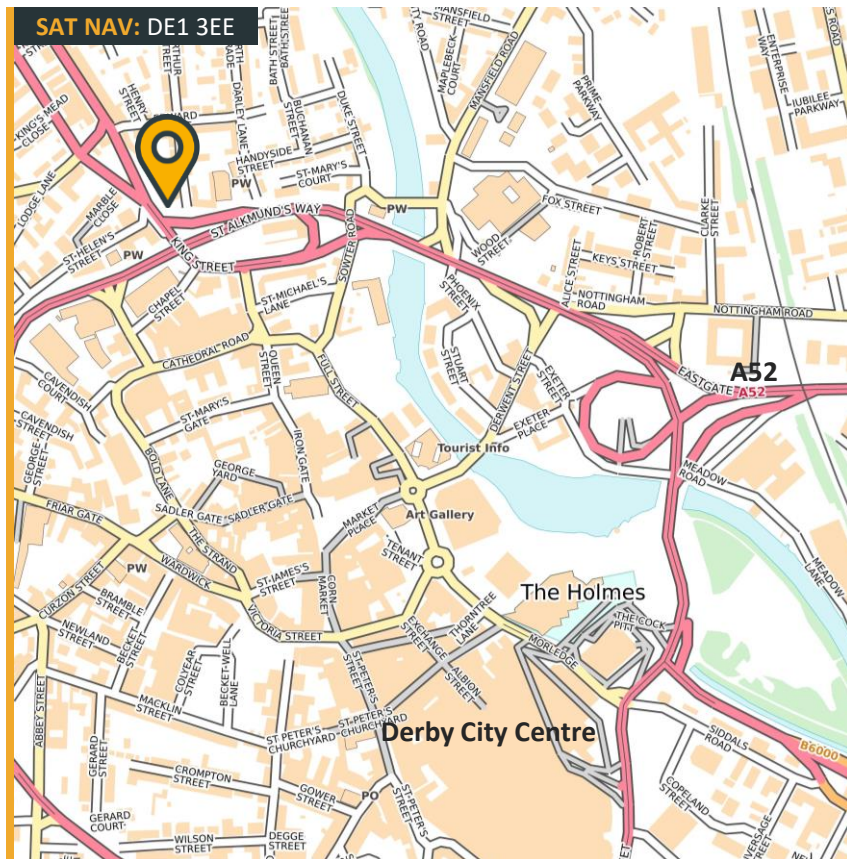 SAT NAV: DE1 3EE
MANSFIELD
STREET
MAPLEBECK
COURT
MANSFIELD ROAD
ENTERPRISE
WAY
PRIME
PARKWAY
JUBILEE
PARKWAY
BATH STREET
DARLEY LANE
BUCHANAN
STREET
DUKE STREET
HENRY
STREET
KING'S MEAD
CLOSE
LODGE LANE
HANDYSIDE
STREET
PW
ST-MARY'S
COURT
MARBLE
CLOSE
ST-HELEN'S
STREET
PW
ST ALKMUND'S WAY
KING STREET
SOWTER ROAD
PW
FOX STREET
WOOD
STREET
CLARKE
STREET
ROBERT
STREET
KEYS STREET
ALICE STREET
NOTTINGHAM
ROAD
NOTTINGHAM ROAD
PHOENIX
STREET
STUART
STREET
CHAPEL
STREET
ST-MICHAEL'S
LANE
CATHEDRAL ROAD
QUEEN
STREET
FULL STREET
DERWENT STREET
EXETER
STREET
EXETER
PLACE
EASTGATE
A52
A52
MEADOW
ROAD
MEADOW
LANE
CAVENDISH
COURT
CAVENDISH
STREET
GEORGE-
STREET
ST-MARY'S
GATE
BOLD LANE
IRON GATE
GEORGE
YARD
SADLER GATE
SADLER GATE
Tourist Info
Art Gallery
MARKET
PLACE
TENANT
STREET
FRIAR GATE
THE STRAND
WARDWICK
PW
CURZON STREET
BRAMBLE
STREET
NEWLAND
STREET
BECKET
STREET
COLYEAR
STREET
BECKET-WELL
LANE
ST-JAMES'S
STREET
CORN
MARKET
VICTORIA STREET
EXCHANGE
STREET
THORNTREE
LANE
ALBION
STREET
The Holmes
THE COCK
PITT
MORLEDGE
ABBEY STREET
MACKLIN
STREET
ST-PETER'S
STREET
ST PETER'S
CHURCHYARD
ST-PETER'S
CHURCHYARD
Derby City Centre
SIDDALS
ROAD
B6000
COPELAND
STREET
GERARD
STREET
GERARD
COURT
CROMPTON
STREET
GOWER
STREET
PO
ST-PETER'S
STREET
WILSON
STREET
DEGGE
STREET